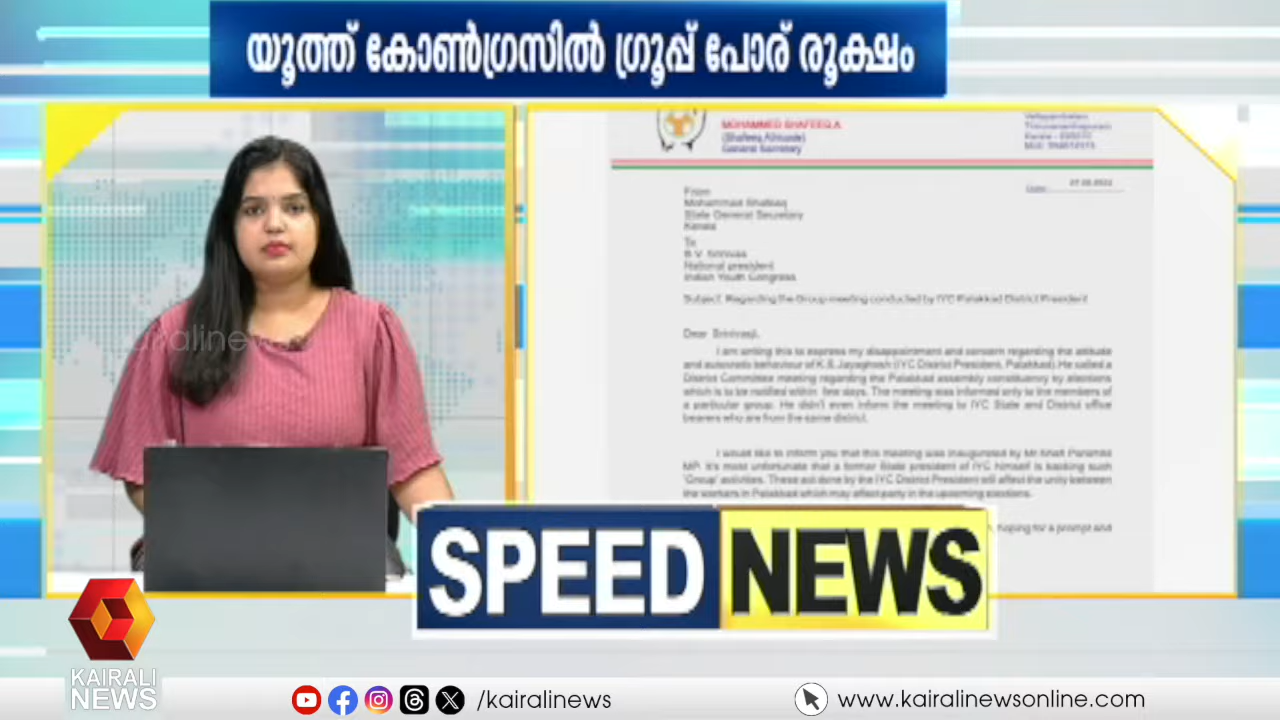 യൂത്ത് കോൺഗ്രസിൽ ഗ്രൂപ്പ് പോര് രൂക്ഷം
MOHAMMED SHAFEEQ.A
General Secretary
From
Mohammed Shafeeq
State General Secretary
Kerala
To
B.V. Srinivas
National president
Indian Youth Congress
Subject: Regarding the Group meeting conducted by IYC Palakkad District President
Dear Srinivasji,
I am writing this to express my disappointment and concern regarding the attitude
and autocratic behaviour of K.S. Jayaghosh (IYC District President, Palakkad). He called a
District Committee meeting regarding the Palakkad assembly constituency by elections
which is to be notified within few days. The meeting was informed only to the members of
a particular group. He didn't even inform the meeting to IYC State and District office
bearers who are from the same district.
I would like to inform you that this meeting was inaugurated by Mr Shafi Parambil
MP. It's most unfortunate that a former State president of IYC himself is backing such
'Group' activities. These act done by the IYC District President will affect the unity between
the workers in Palakkad which may affect party in the upcoming elections.
hoping for a prompt and
kairalinews
SPEED NEWS
KAIRALI
NEWS
/kairalinews
www.kairalinewsonline.com